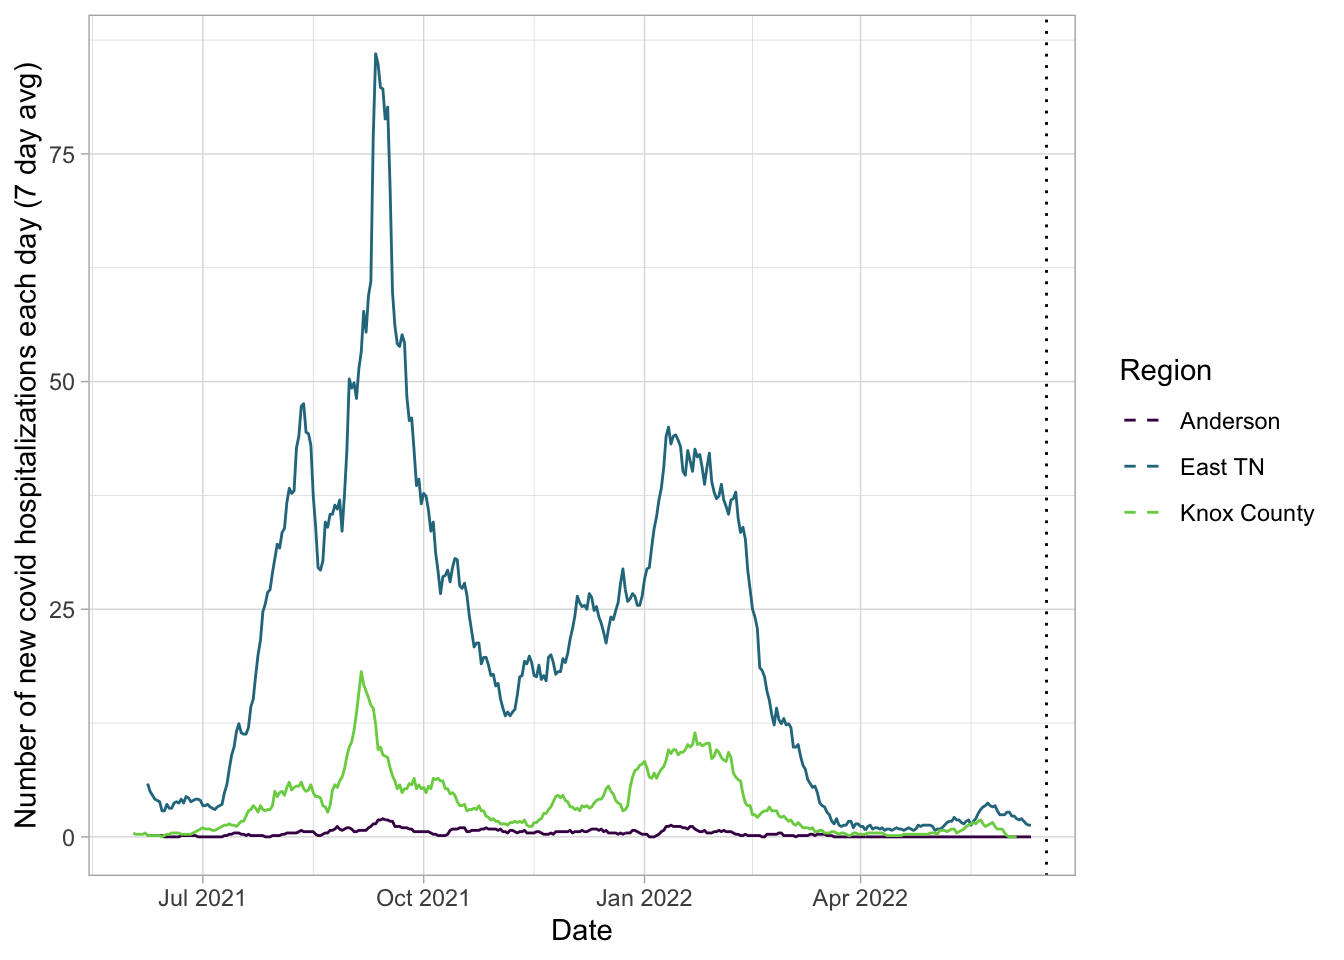 Number of new covid hospitalizations each day (7 day avg)
75
50
25
0
Jul 2021
Oct 2021
Jan 2022
Apr 2022
Date
Region
Anderson
East TN
Knox County